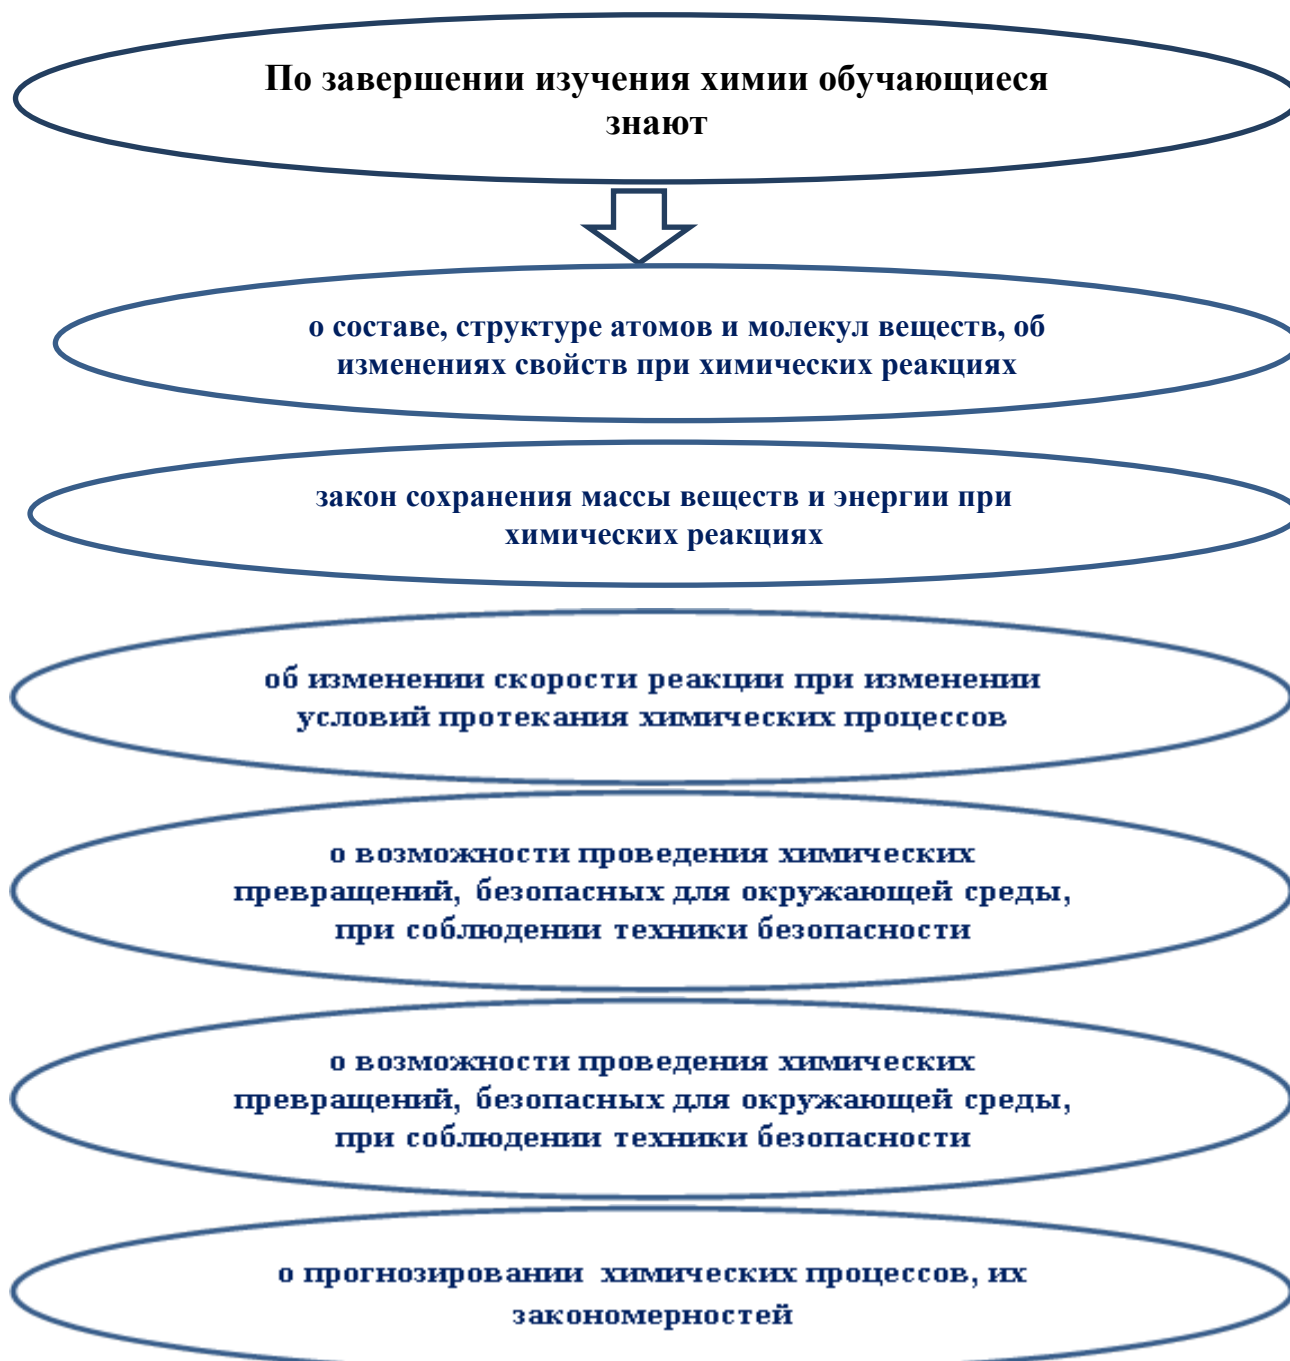 По завершении изучения химии обучающиеся
знают
о составе, структуре атомов и молекул веществ, об
изменениях свойств при химических реакциях
закон сохранения массы веществ и энергии при
химических реакциях
об изменении скорости реакции при изменении
условий протекания химических процессов
о возможности проведения химических
превращений, безопасных для окружающей среды,
при соблюдении техники безопасности
о возможности проведения химических
превращений, безопасных для окружающей среды,
при соблюдении техники безопасности
о прогнозировании химических процессов, их
закономерностей